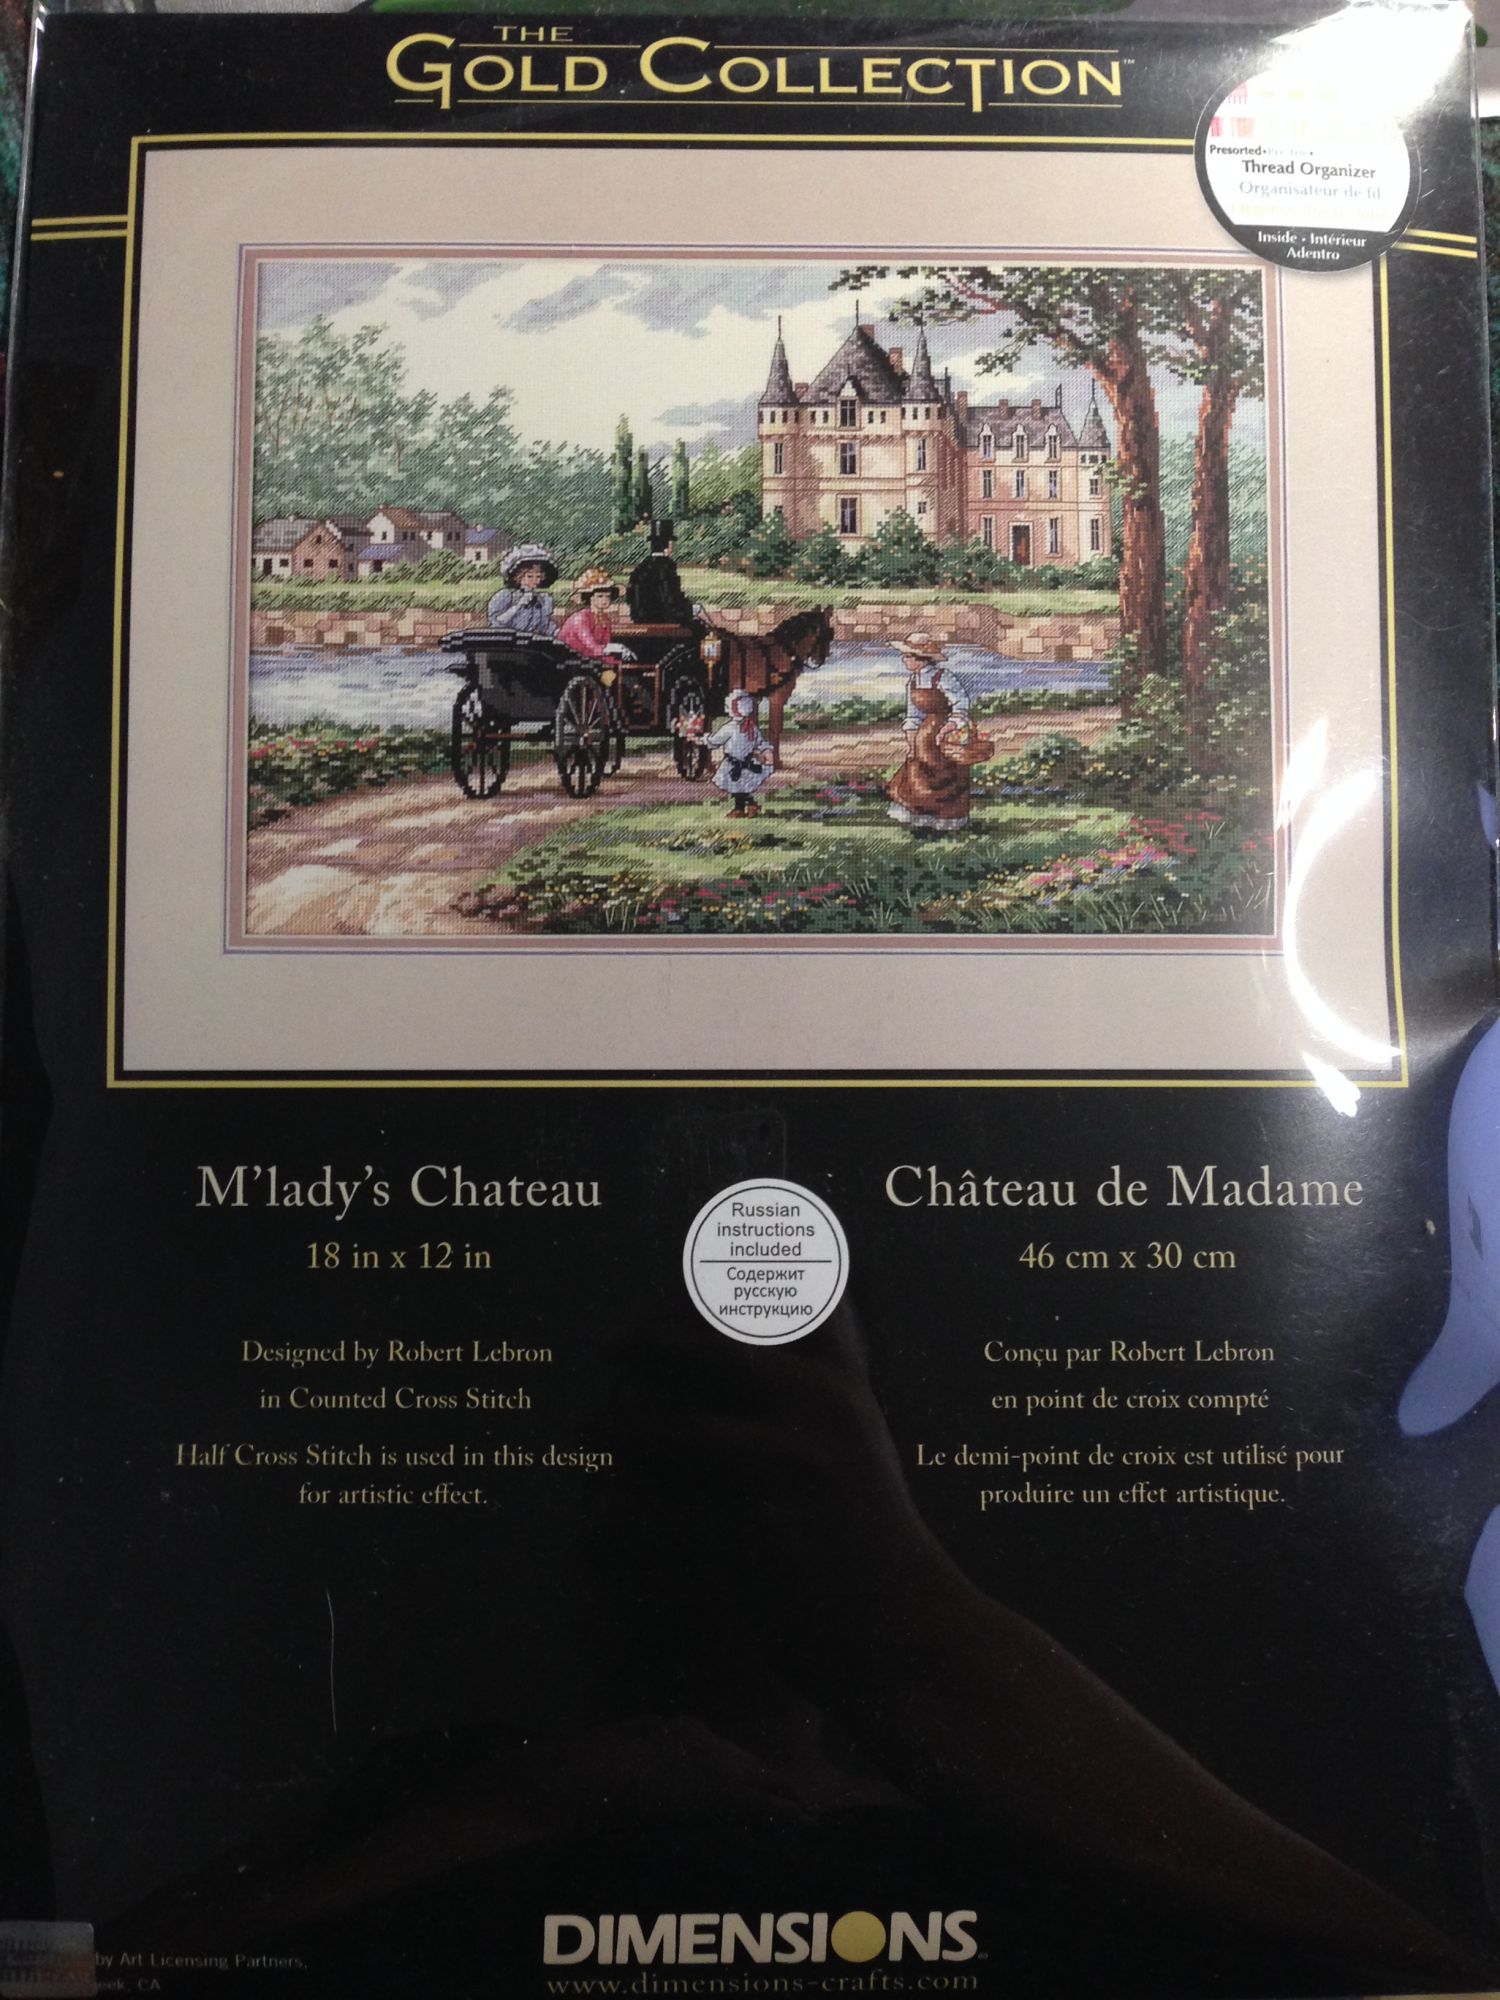 THE
GOLD COLLECTION™
Presorted•
Thread Organizer
Organisateur de fil
Inside • Intérieur
Adentro
M'lady's Chateau
18 in x 12 in
Designed by Robert Lebron
in Counted Cross Stitch
Half Cross Stitch is used in this design
for artistic effect.
Russian
instructions
included
Содержит
русскую
инструкцию
Château de Madame
46 cm x 30 cm
Conçu par Robert Lebron
en point de croix compté
Le demi-point de croix est utilisé pour
produire un effet artistique.
DIMENSIONS
www.dimensions-crafts.com
by Art Licensing Partners,
CA